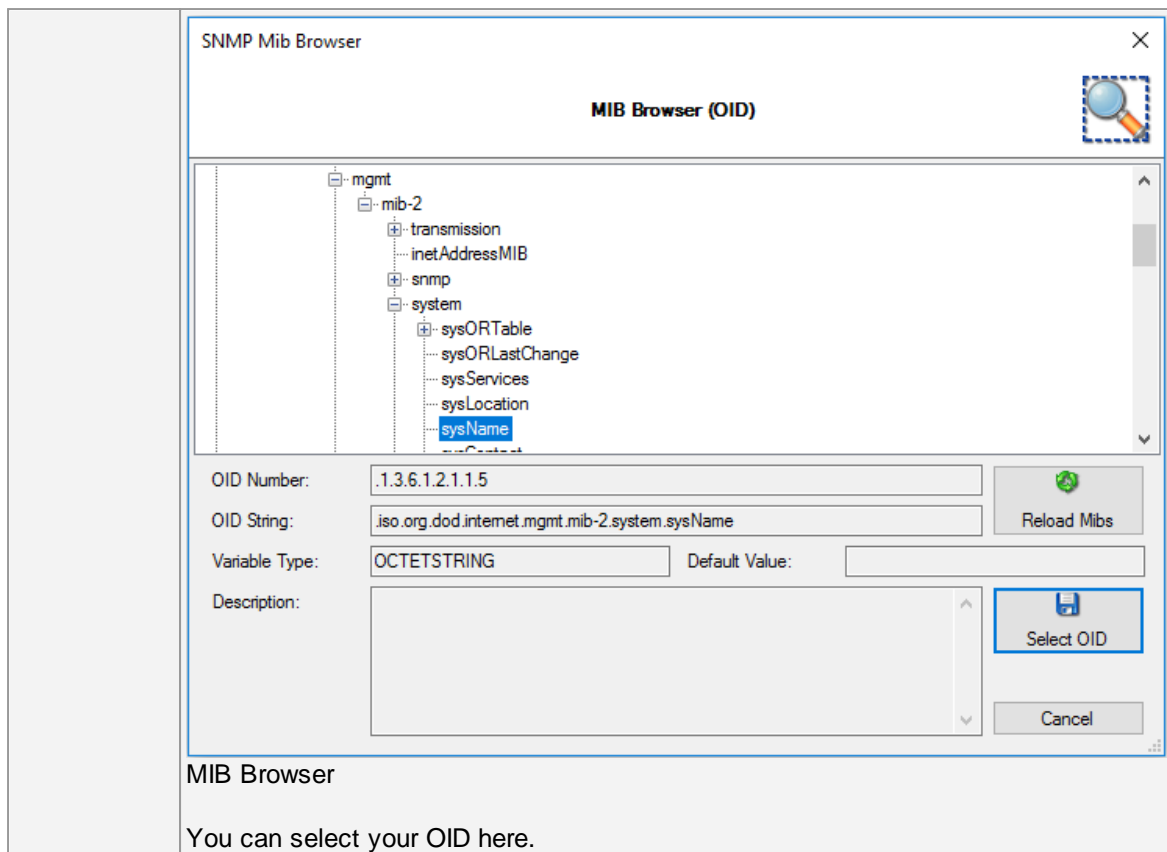 SNMP Mib Browser
MIB Browser (OID)
mgmt
mib-2
transmission
inetAddressMIB
snmp
system
sysORTable
sysORLastChange
sysServices
sysLocation
sysName
OID Number: .1.3.6.1.2.1.1.5
OID String: .iso.org.dod.internet.mgmt.mib-2.system.sysName
Reload Mibs
Variable Type: OCTETSTRING Default Value:
Description:
Select OID
Cancel
MIB Browser
You can select your OID here.